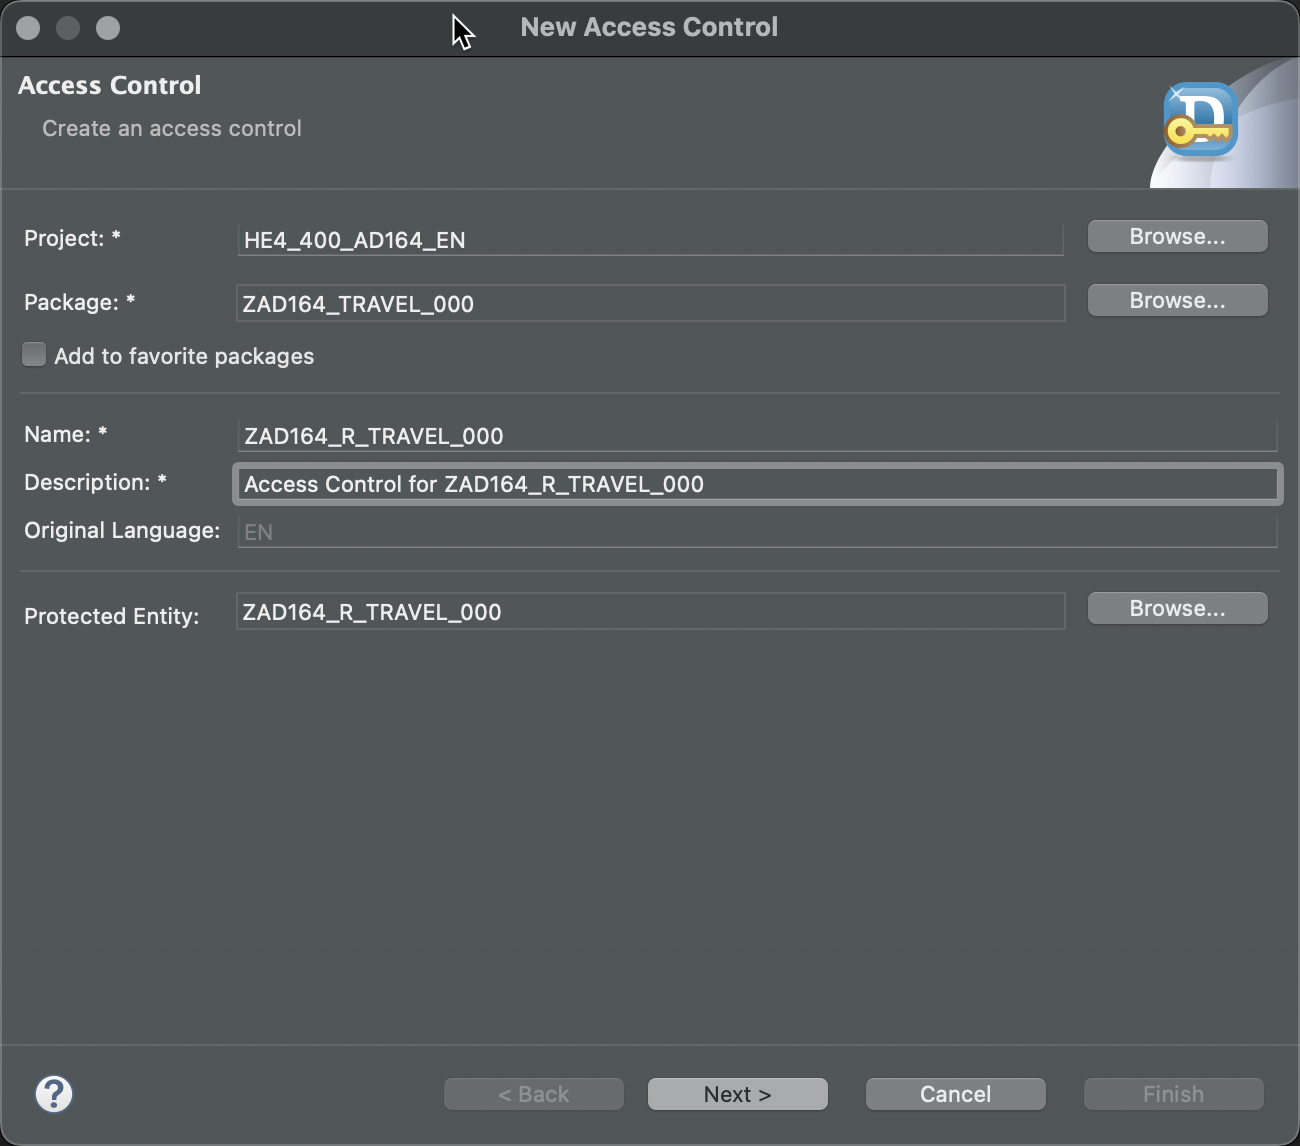 New Access Control
Access Control
Create an access control
Project: * HE4_400_AD164_EN Browse...
Package: * ZAD164_TRAVEL_000 Browse...
Add to favorite packages
Name: * ZAD164_R_TRAVEL_000
Description: * Access Control for ZAD164_R_TRAVEL_000
Original Language: EN
Protected Entity: ZAD164_R_TRAVEL_000 Browse...
? < Back Next > Cancel Finish